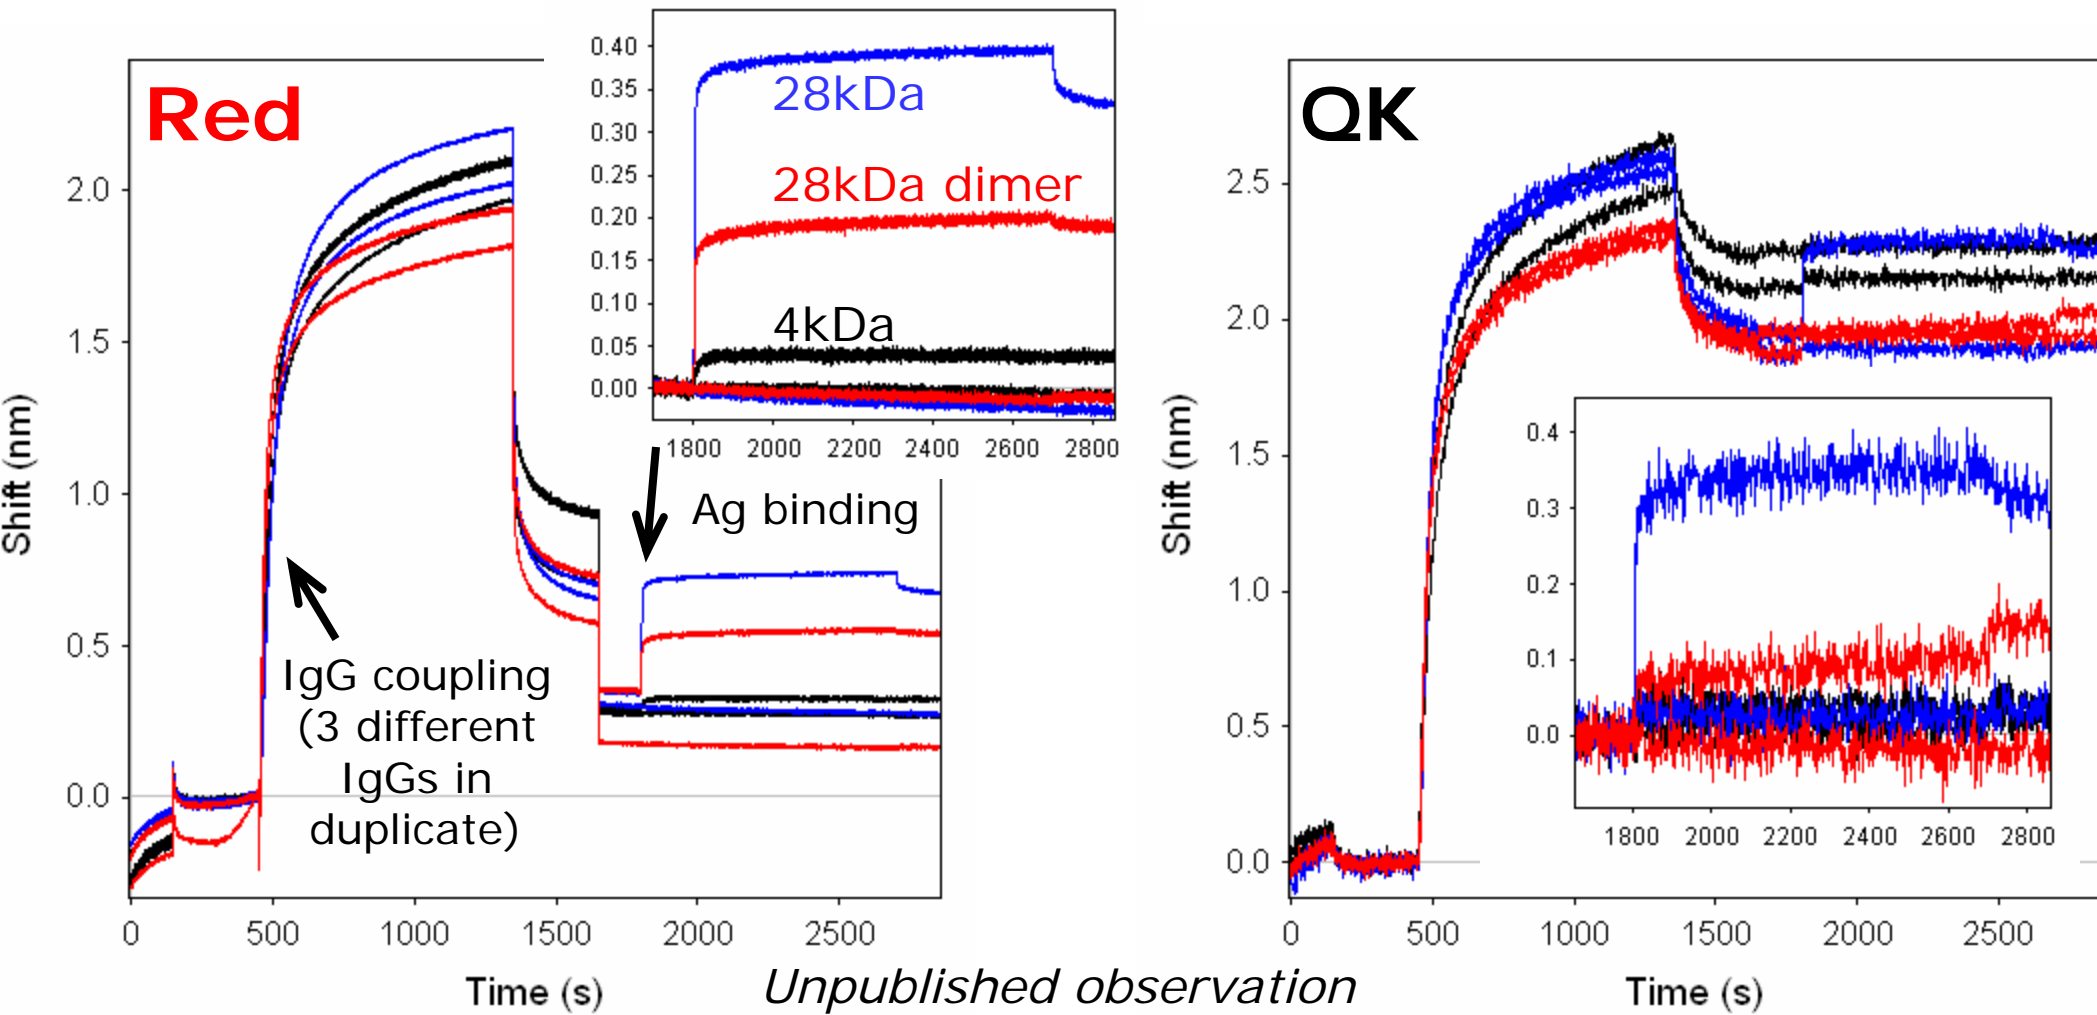 Red
Shift (nm)
2.0
1.5
1.0
0.5
0.0
0 500 1000 1500 2000 2500
Time (s)
IgG coupling
(3 different
IgGs in
duplicate)
0.40
0.35
0.30
0.25
0.20
0.15
0.10
0.05
0.00
28kDa
28kDa dimer
4kDa
1800 2000 2200 2400 2600 2800
Ag binding
QK
Shift (nm)
2.5
2.0
1.5
1.0
0.5
0.0
0 500 1000 1500 2000 2500
Time (s)
0.4
0.3
0.2
0.1
0.0
1800 2000 2200 2400 2600 2800
Unpublished observation